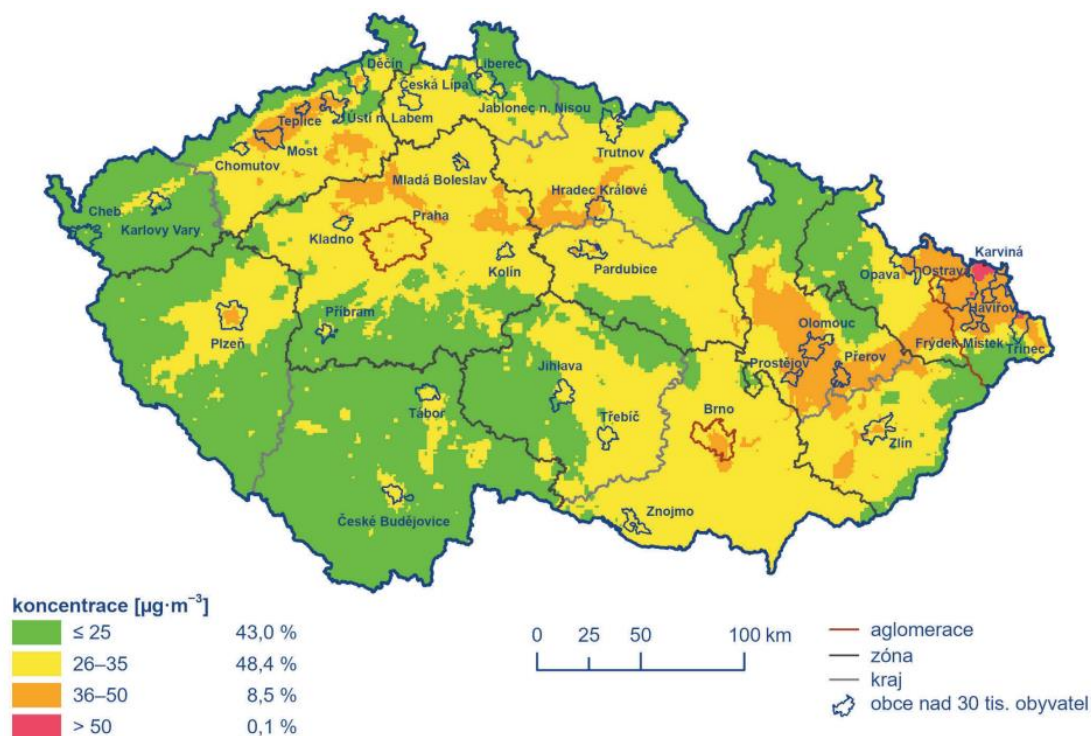 Děčín
Liberec
Česká Lípa
Jablonec n. Nisou
Teplice
Ústí n. Labem
Most
Chomutov
Trutnov
Mladá Boleslav
Hradec Králové
Cheb
Karlovy Vary
Praha
Kladno
Kolín
Pardubice
Karviná
Opava
Ostrava
Havířov
Plzeň
Příbram
Olomouc
Frýdek Místek
Třinec
Prostějov
Přerov
Jihlava
Tábor
Třebíč
Brno
Zlín
České Budějovice
Znojmo
koncentrace [µg·m⁻³]
≤ 25 43,0 %
26–35 48,4 %
36–50 8,5 %
> 50 0,1 %
0 25 50 100 km
aglomerace
zóna
kraj
obce nad 30 tis. obyvatel